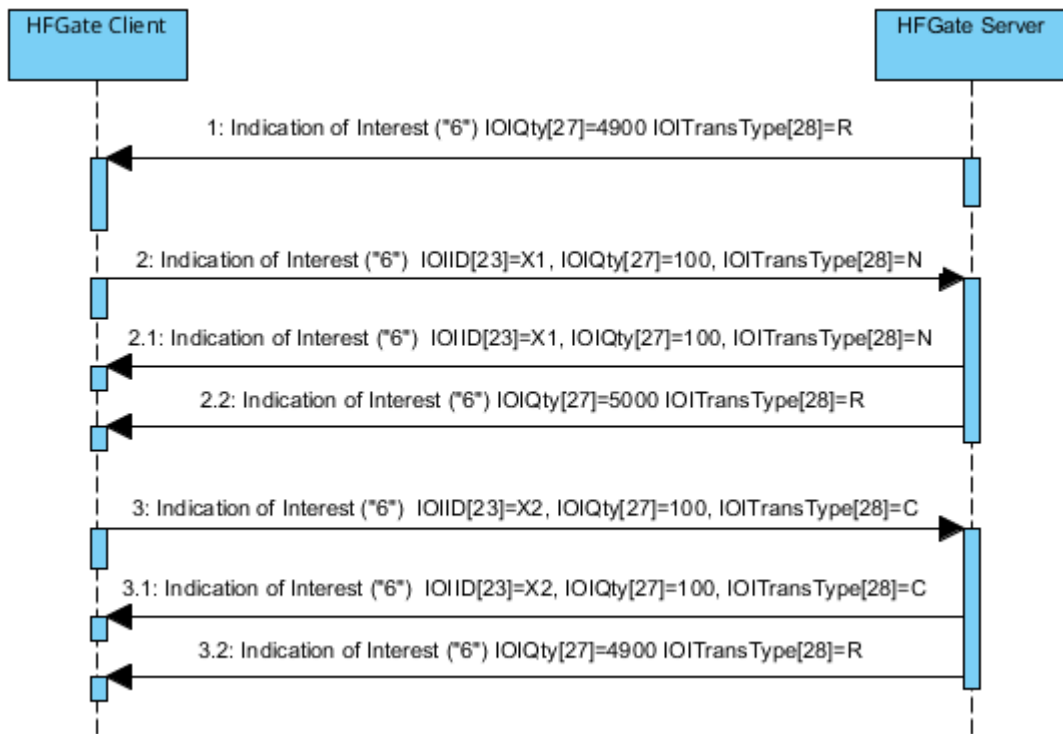 HFGate Client
HFGate Server
1: Indication of Interest ("6") IOIQty[27]=4900 IOITransType[28]=R
2: Indication of Interest ("6") IOIID[23]=X1, IOIQty[27]=100, IOITransType[28]=N
2.1: Indication of Interest ("6") IOIID[23]=X1, IOIQty[27]=100, IOITransType[28]=N
2.2: Indication of Interest ("6") IOIQty[27]=5000 IOITransType[28]=R
3: Indication of Interest ("6") IOIID[23]=X2, IOIQty[27]=100, IOITransType[28]=C
3.1: Indication of Interest ("6") IOIID[23]=X2, IOIQty[27]=100, IOITransType[28]=C
3.2: Indication of Interest ("6") IOIQty[27]=4900 IOITransType[28]=R